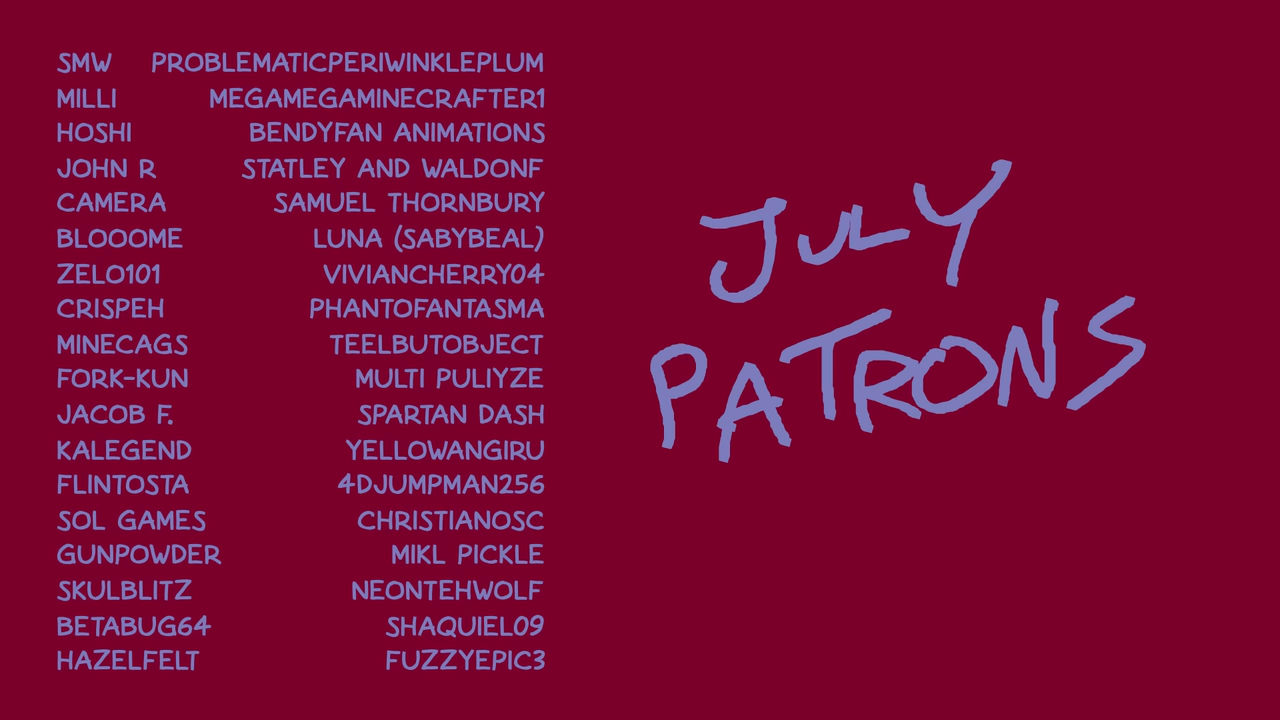 SMW PROBLEMATICPERIWINKLEPLUM
MILLI MEGAMEGAMINECRAFTER1
HOSHI BENDYFAN ANIMATIONS
JOHN R STATLEY AND WALDONF
CAMERA SAMUEL THORNBURY
BLOOOME LUNA (SABYBEAL)
ZELO101 VIVIANCHERRY04
CRISPEH PHANTOFANTASMA
MINECAGS TEELBUTOBJECT
FORK-KUN MULTI PULIYZE
JACOB F. SPARTAN DASH
KALEGEND YELLOWANGIRU
FLINTOSTA 4DJUMPMAN256
SOL GAMES CHRISTIANOSC
GUNPOWDER MIKL PICKLE
SKULBLITZ NEONTEHWOLF
BETABUG64 SHAQUIEL09
HAZELFELT FUZZYEPIC3
JULY
PATRONS